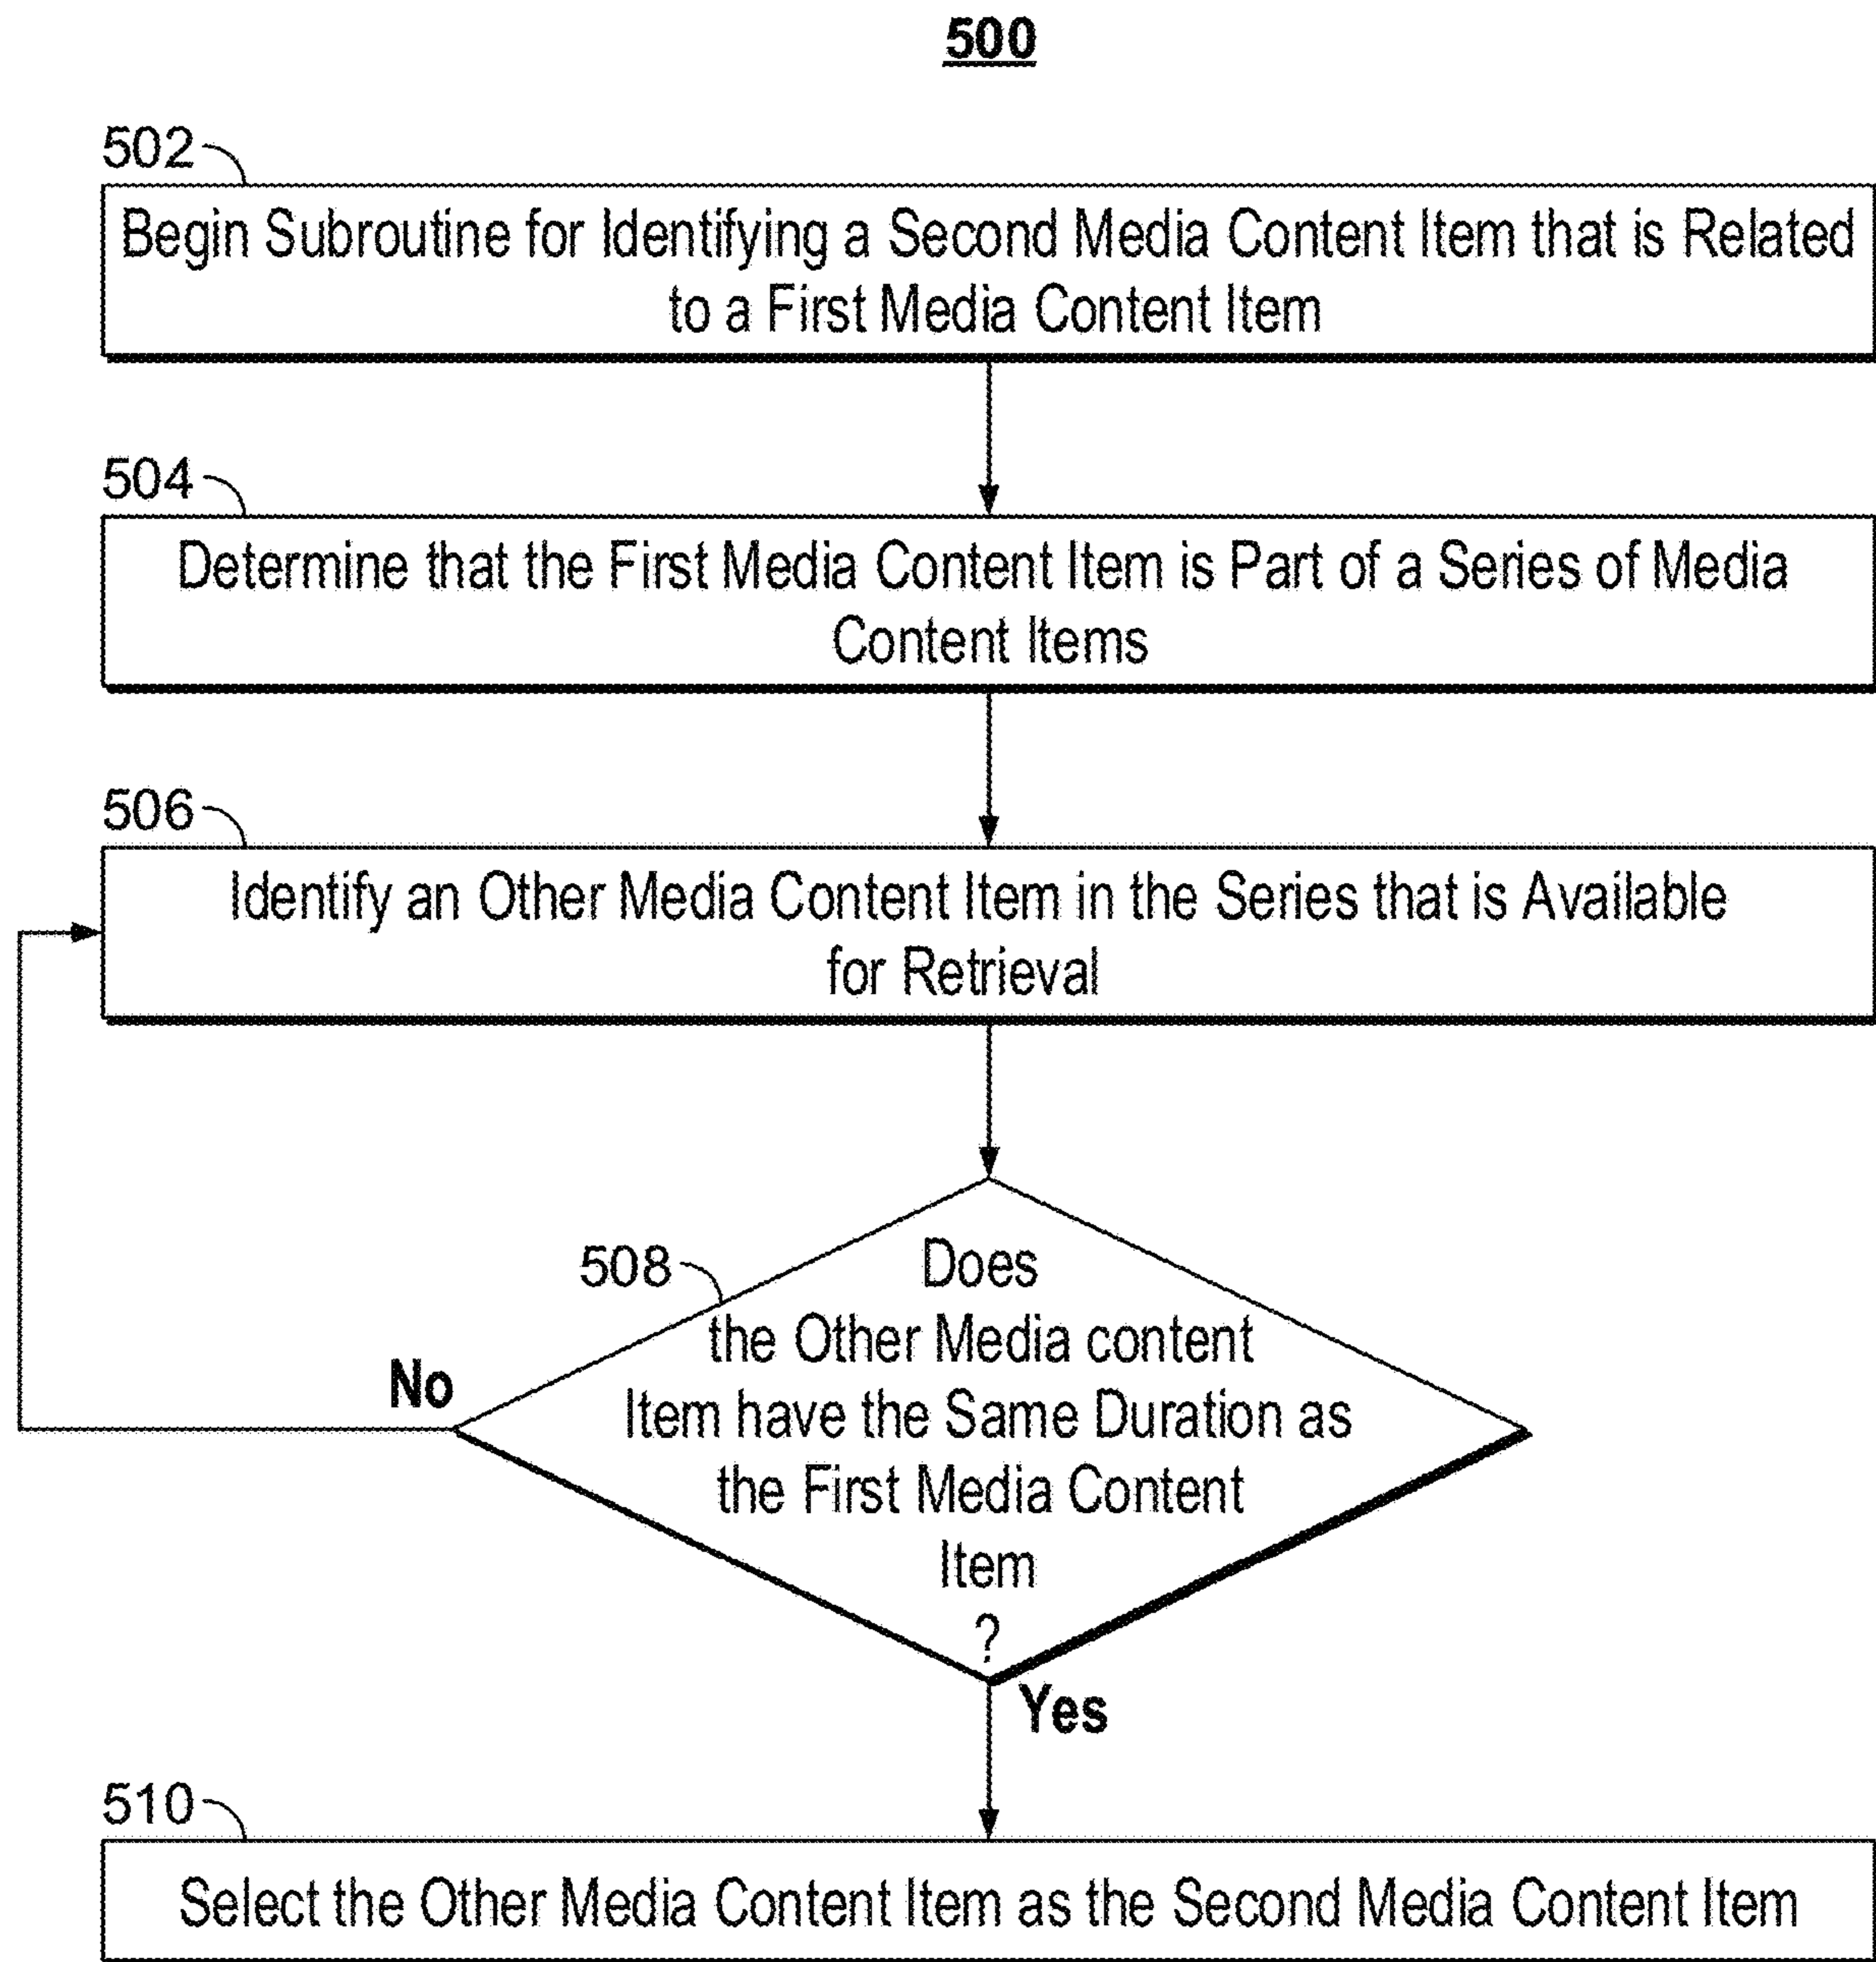 500
502
Begin Subroutine for Identifying a Second Media Content Item that is Related
to a First Media Content Item
504
Determine that the First Media Content Item is Part of a Series of Media
Content Items
506
Identify an Other Media Content Item in the Series that is Available
for Retrieval
508
Does
the Other Media content
Item have the Same Duration as
the First Media Content
Item
?
No
Yes
510
Select the Other Media Content Item as the Second Media Content Item